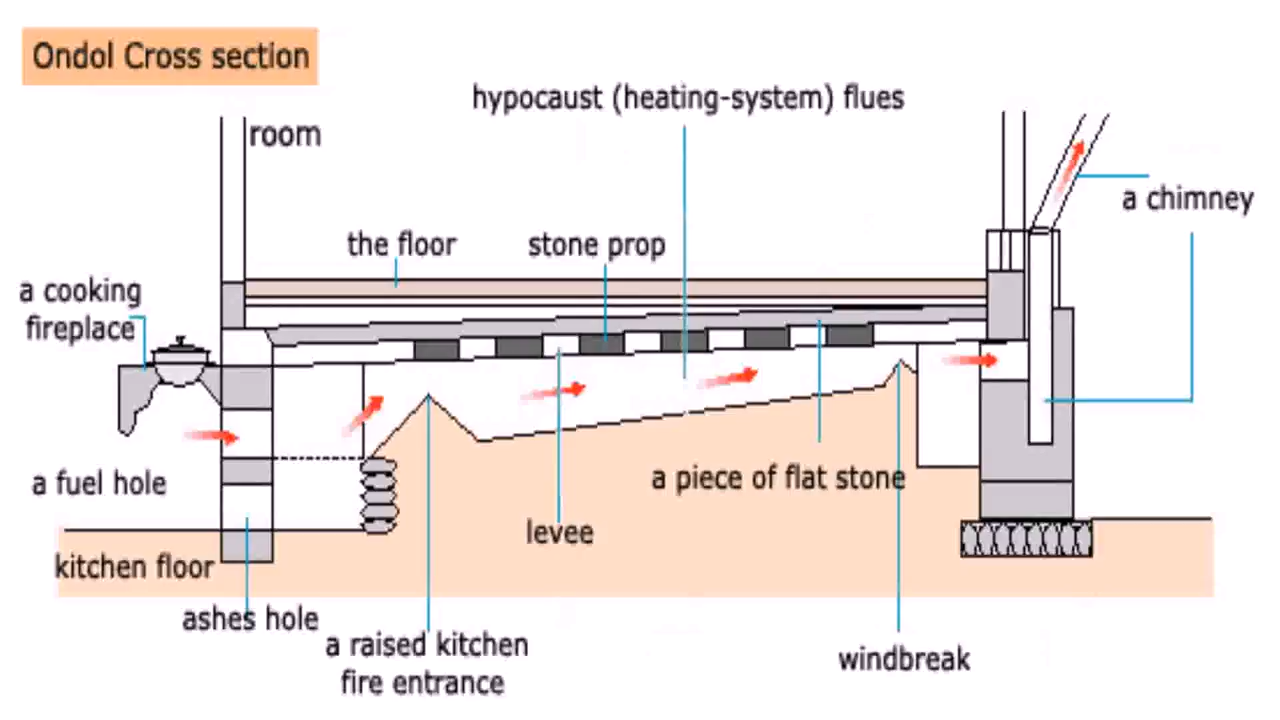 Ondol Cross section
hypocaust (heating-system) flues
room
a chimney
the floor
stone prop
a cooking
fireplace
a fuel hole
a piece of flat stone
levee
kitchen floor
ashes hole
a raised kitchen
fire entrance
windbreak